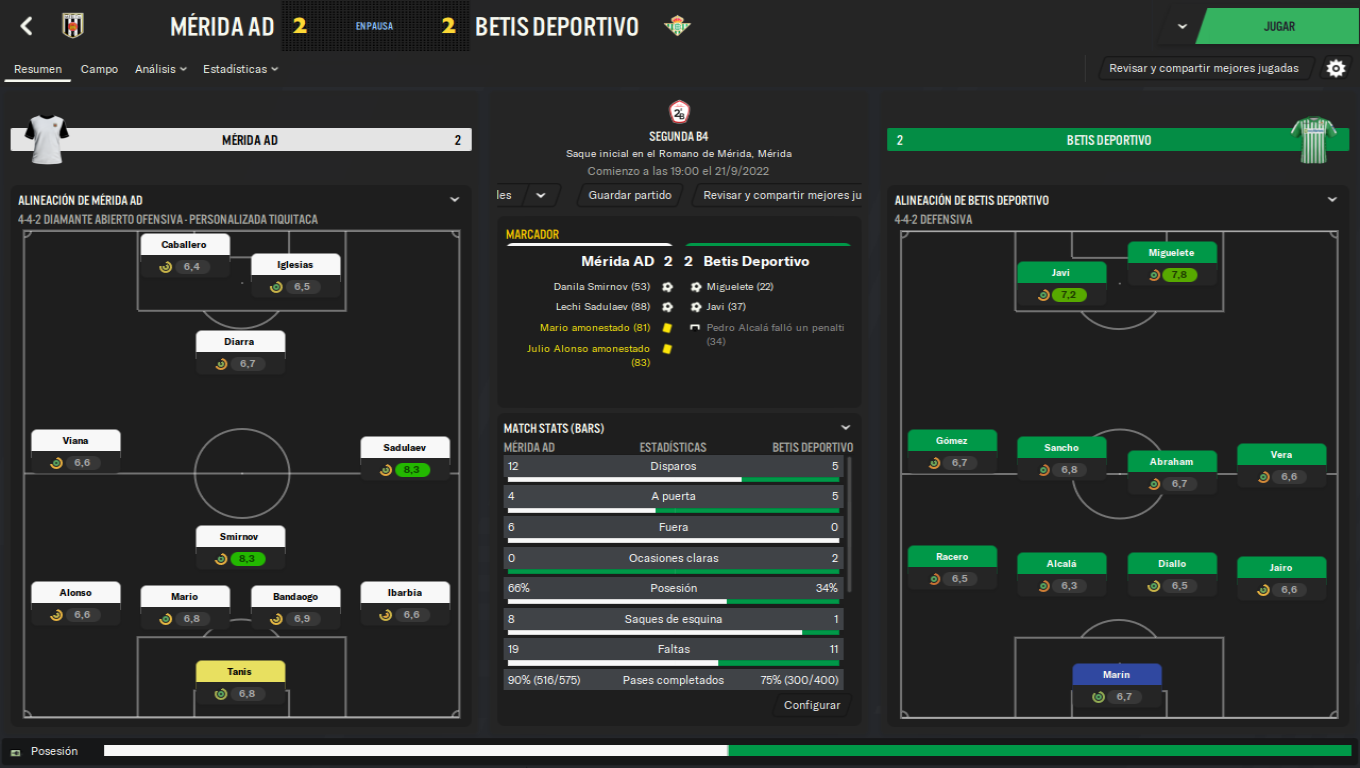 MÉRIDA AD 2 EN PAUSA 2 BETIS DEPORTIVO
JUGAR
Resumen Campo Análisis Estadísticas
Revisar y compartir mejores jugadas
MÉRIDA AD 2
ALINEACIÓN DE MÉRIDA AD
4-4-2 DIAMANTE ABIERTO OFENSIVA - PERSONALIZADA TIQUITACA
Caballero
6,4
Iglesias
6,5
Diarra
6,7
Viana
6,6
Sadulaev
8,3
Smirnov
8,3
Alonso
6,6
Mario
6,8
Bandaogo
6,9
Ibarbia
6,6
Tanis
6,8
2B
SEGUNDA B4
Saque inicial en el Romano de Mérida, Mérida
Comienzo a las 19:00 el 21/9/2022
les
Guardar partido
Revisar y compartir mejores ju
MARCADOR
Mérida AD 2 2 Betis Deportivo
Danila Smirnov (53) Miguelete (22)
Lechi Sadulaev (88) Javi (37)
Mario amonestado (81) Pedro Alcalá falló un penalti
(34)
Julio Alonso amonestado
(83)
MATCH STATS (BARS)
MÉRIDA AD ESTADÍSTICAS BETIS DEPORTIVO
12 Disparos 5
4 A puerta 5
6 Fuera 0
0 Ocasiones claras 2
66% Posesión 34%
8 Saques de esquina 1
19 Faltas 11
90% (516/575) Pases completados 75% (300/400)
Configurar
2 BETIS DEPORTIVO
ALINEACIÓN DE BETIS DEPORTIVO
4-4-2 DEFENSIVA
Miguelete
7,8
Javi
7,2
Gómez
6,7
Sancho
6,8
Abraham
6,7
Vera
6,6
Racero
6,5
Alcalá
6,3
Diallo
6,5
Jairo
6,6
Marín
6,7
Posesión